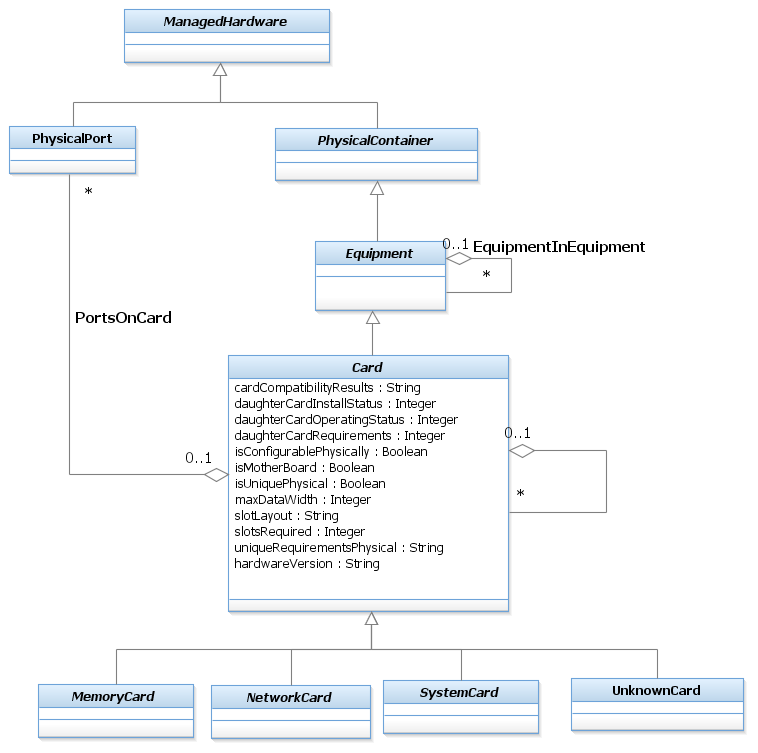 ManagedHardware
PhysicalPort
PhysicalContainer
*
Equipment
0..1
EquipmentInEquipment
*
PortsOnCard
Card
cardCompatibilityResults : String
daughterCardInstallStatus : Integer
daughterCardOperatingStatus : Integer
daughterCardRequirements : Integer
isConfigurablePhysically : Boolean
isMotherBoard : Boolean
isUniquePhysical : Boolean
maxDataWidth : Integer
slotLayout : String
slotsRequired : Integer
uniqueRequirementsPhysical : String
hardwareVersion : String
0..1
0..1
*
MemoryCard
NetworkCard
SystemCard
UnknownCard